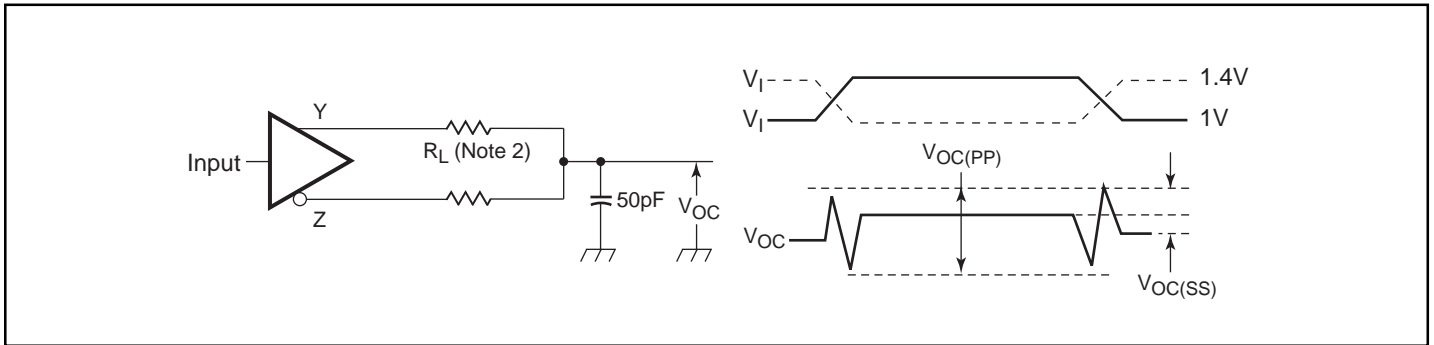 Input
Y
R_L (Note 2)
Z
50pF
V_OC
V_I
1.4V
V_I
1V
V_OC(PP)
V_OC
V_OC(SS)